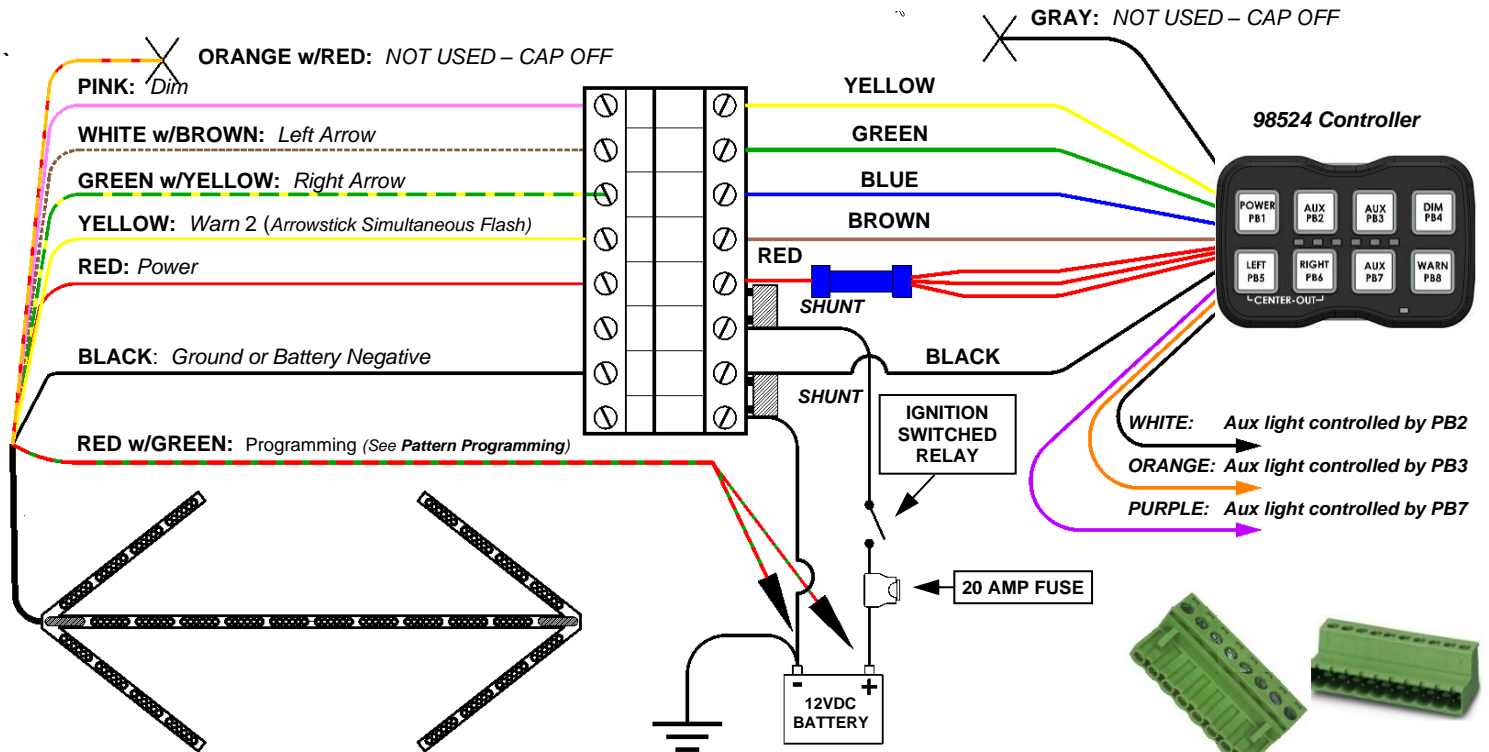 GRAY: NOT USED – CAP OFF
ORANGE w/RED: NOT USED – CAP OFF
PINK: Dim
YELLOW
98524 Controller
WHITE w/BROWN: Left Arrow
GREEN
GREEN w/YELLOW: Right Arrow
BLUE
POWER PB1
AUX PB2
AUX PB3
DIM PB4
YELLOW: Warn 2 (Arrowstick Simultaneous Flash)
BROWN
RED: Power
RED
LEFT PB5
RIGHT PB6
AUX PB7
WARN PB8
CENTER-OUT
SHUNT
BLACK: Ground or Battery Negative
BLACK
SHUNT
IGNITION
SWITCHED
RELAY
WHITE: Aux light controlled by PB2
RED w/GREEN: Programming (See Pattern Programming)
ORANGE: Aux light controlled by PB3
PURPLE: Aux light controlled by PB7
20 AMP FUSE
- +
12VDC
BATTERY